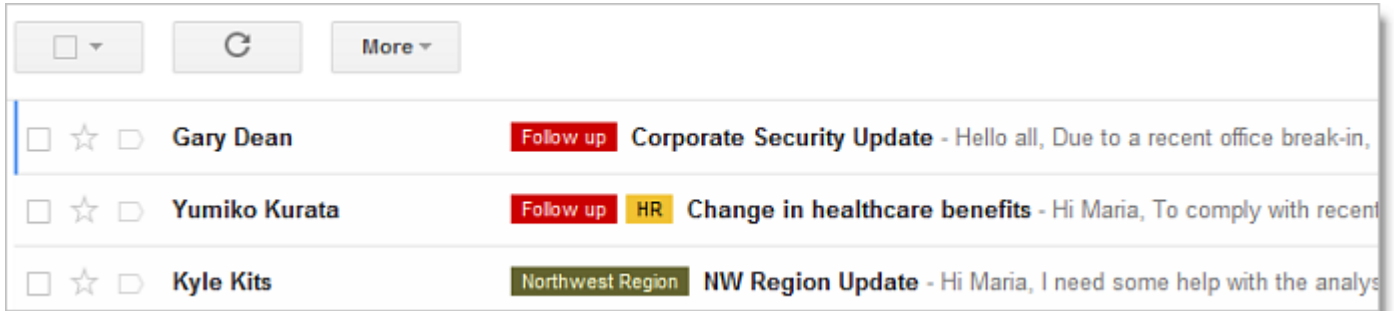 More
Gary Dean Follow up Corporate Security Update - Hello all, Due to a recent office break-in,
Yumiko Kurata Follow up HR Change in healthcare benefits - Hi Maria, To comply with recent
Kyle Kits Northwest Region NW Region Update - Hi Maria, I need some help with the analys